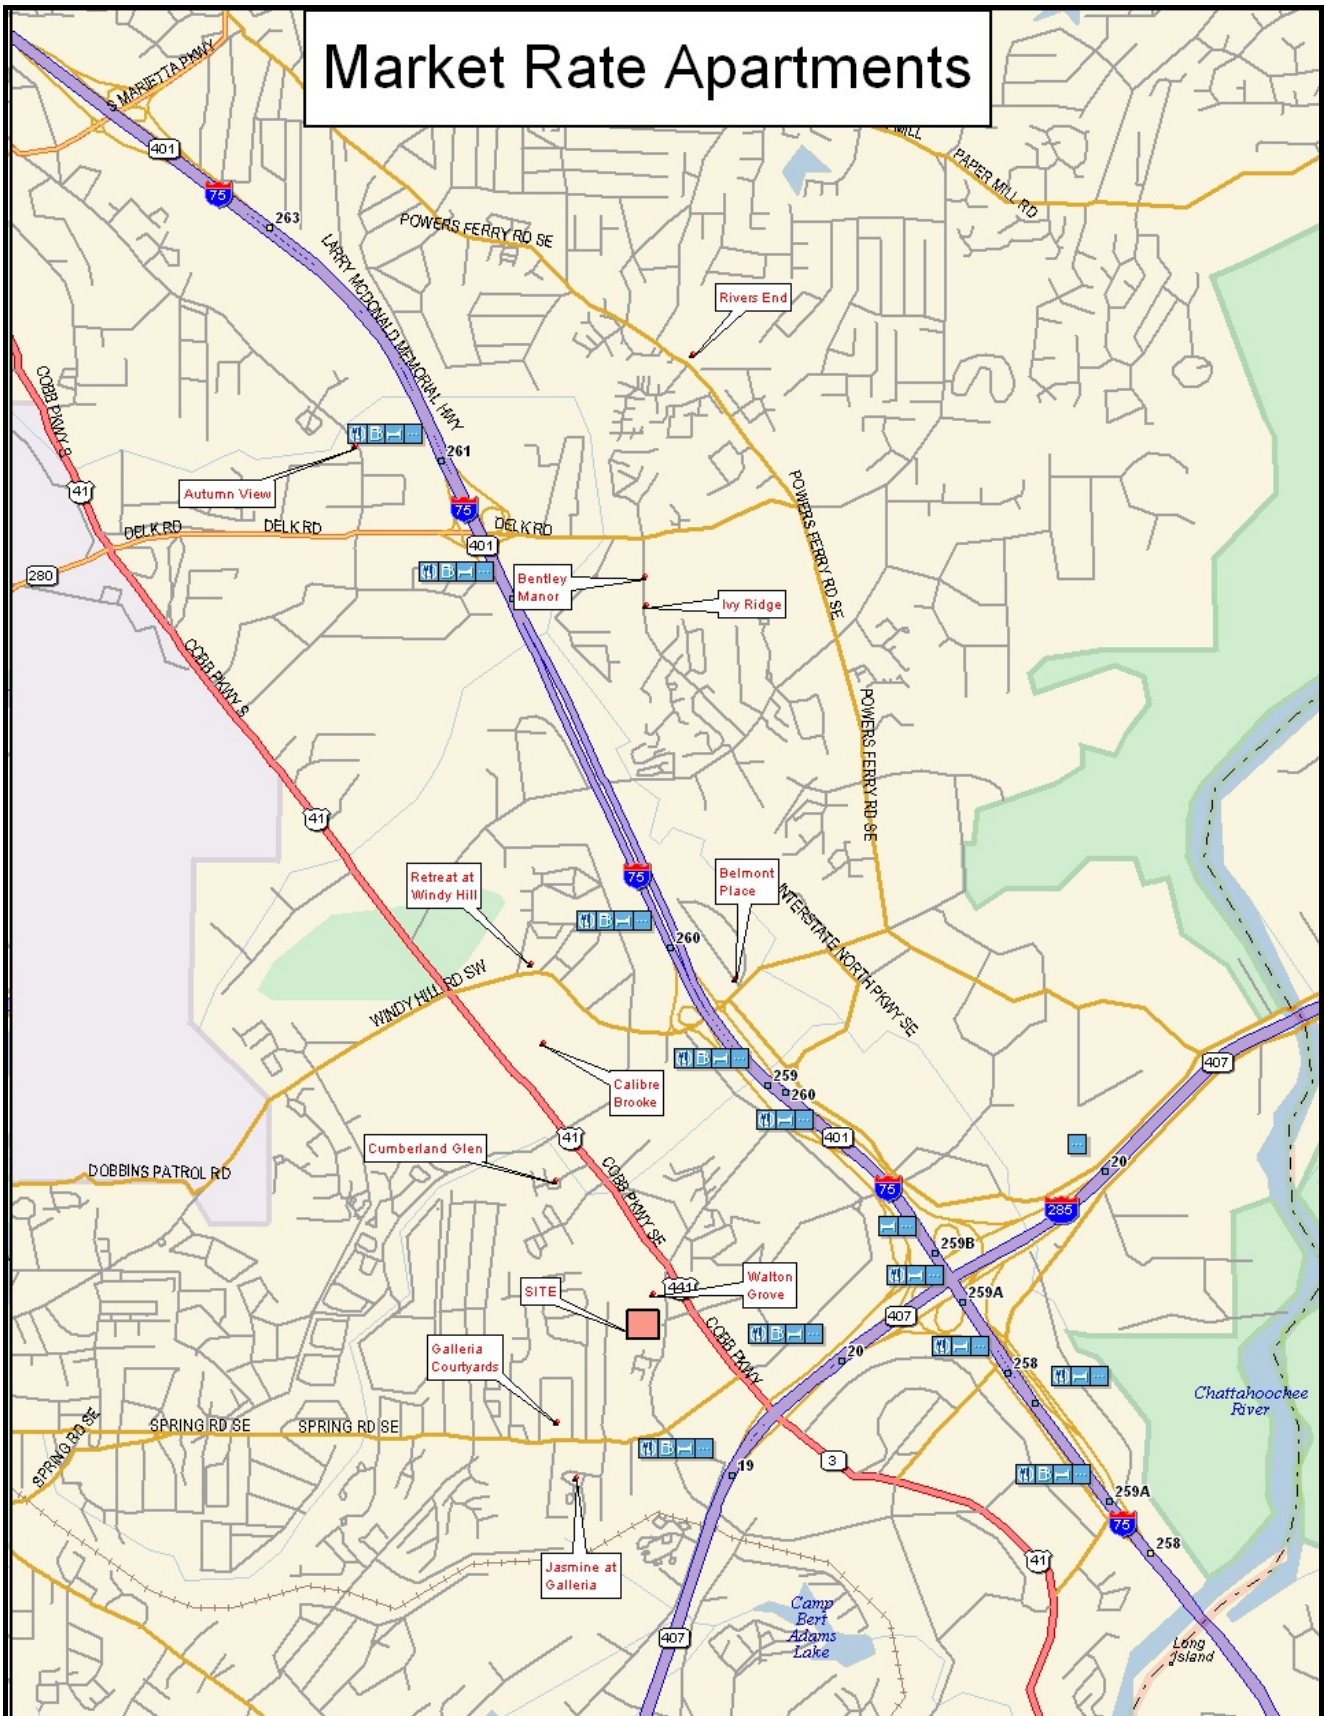 Market Rate Apartments
S MARIETTA PKWY
401
75
263
MILL
PAPER MILL RD
POWERS FERRY RD SE
LARRY MCDONALD MEMORIAL HWY
Rivers End
COBB PKWY S
261
Autumn View
41
75
POWERS FERRY RD SE
DELK RD
DELK RD
DELK RD
401
280
Bentley
Manor
Ivy Ridge
COBB PKWY S
POWERS FERRY RD SE
41
Retreat at
Windy Hill
75
Belmont
Place
INTERSTATE NORTH PKWY SE
260
WINDY HILL RD SW
407
259
260
Calibre
Brooke
41
401
Cumberland Glen
DOBBINS PATROL RD
COBB PKWY SE
20
75
285
259B
SITE
441
Walton
Grove
259A
407
COBB PKWY
Galleria
Courtyards
20
258
Chattahoochee
River
SPRING RD SE
SPRING RD SE
SPRING RD SE
3
19
259A
75
258
41
Jasmine at
Galleria
Camp
Bert
Adams
Lake
407
Long
Island